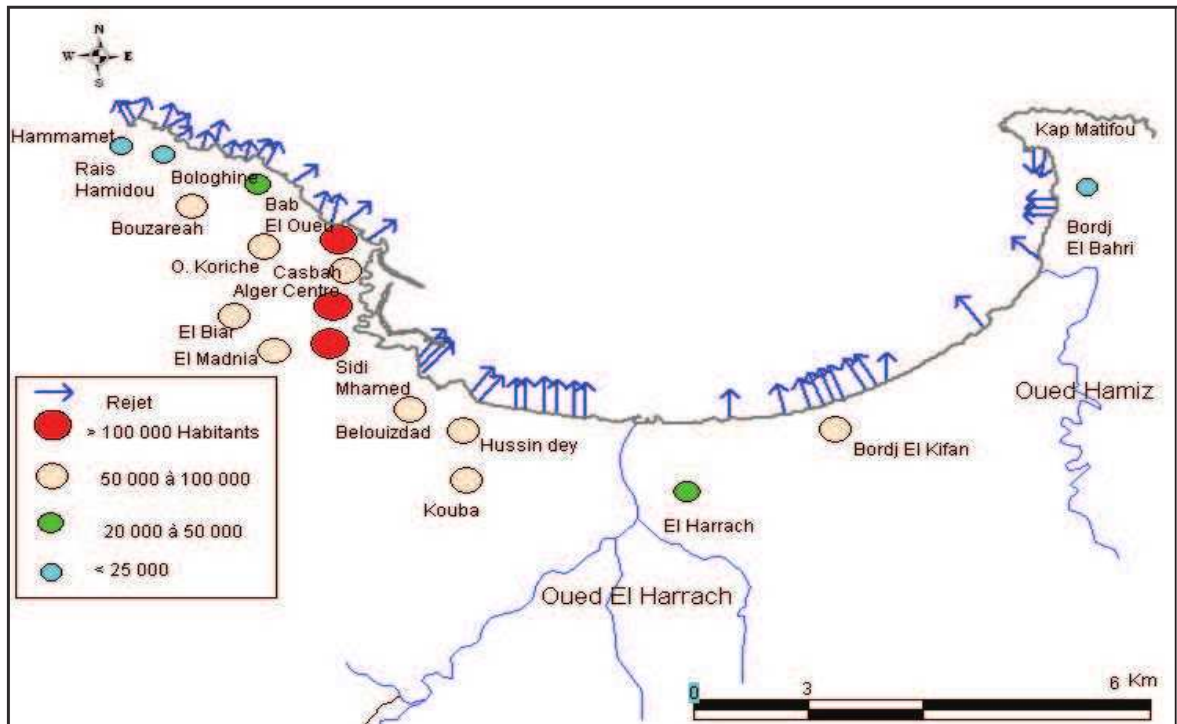 N
W E
S
Hammamet
Rais
Hamidou
Bologhine
Bouzareah
Bab
El Oued
O. Koriche
Casbah
Alger Centre
El Biar
El Madnia
Sidi
Mhamed
Belouizdad
Hussin dey
Kouba
El Harrach
Bordj El Kifan
Kap Matifou
Bordj
El Bahri
Oued Hamiz
Oued El Harrach
Rejet
> 100 000 Habitants
50 000 à 100 000
20 000 à 50 000
< 25 000
0 3 6 Km